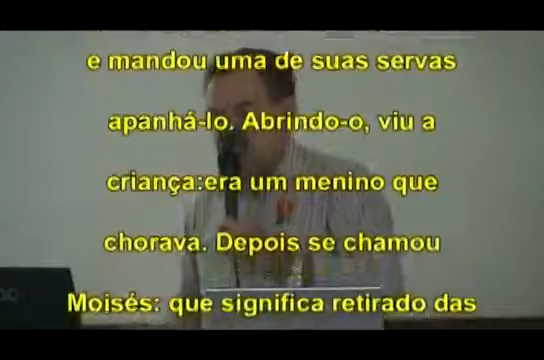 e mandou uma de suas servas
apanhá-lo. Abrindo-o, viu a
criança:era um menino que
chorava. Depois se chamou
Moisés: que significa retirado das